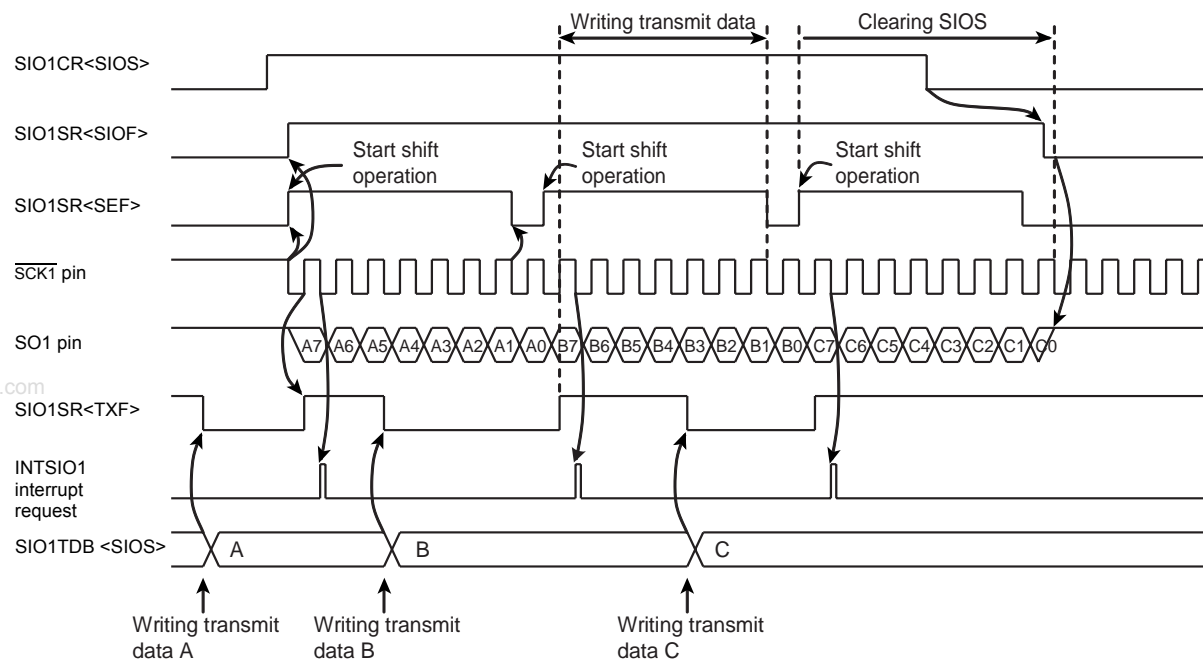 Writing transmit data
Clearing SIOS
SIO1CR<SIOS>
SIO1SR<SIOF>
Start shift
operation
Start shift
operation
Start shift
operation
SIO1SR<SEF>
SCK1 pin
SO1 pin
A7 A6 A5 A4 A3 A2 A1 A0 B7 B6 B5 B4 B3 B2 B1 B0 C7 C6 C5 C4 C3 C2 C1 C0
.com
SIO1SR<TXF>
INTSIO1
interrupt
request
SIO1TDB <SIOS>
A
B
C
Writing transmit
data A
Writing transmit
data B
Writing transmit
data C